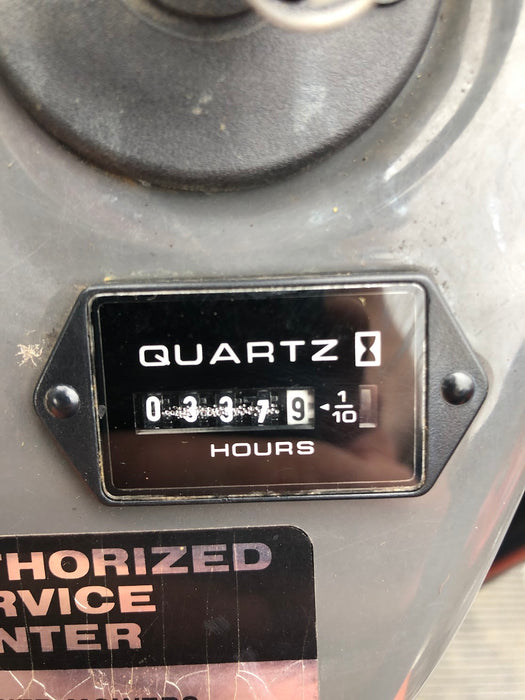 QUARTZ
0 3 3 7 9 1/10
HOURS
THORIZED
RVICE
NTER